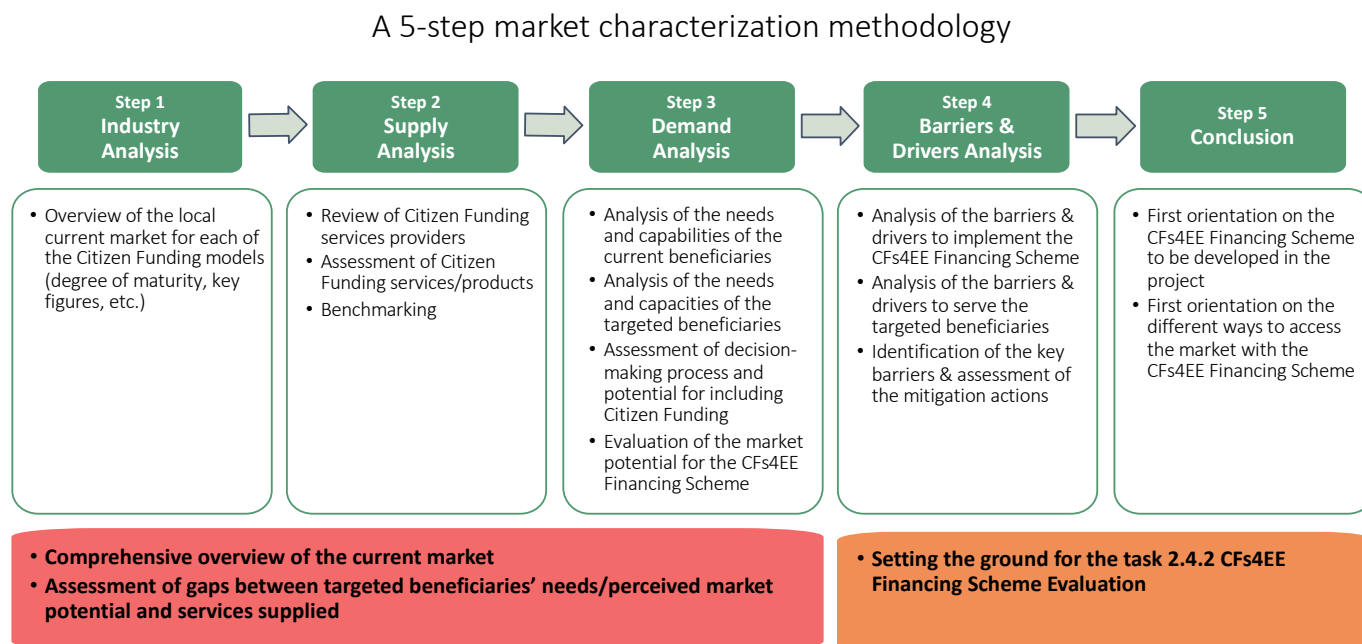 A 5-step market characterization methodology
Step 1
Industry
Analysis
Step 2
Supply
Analysis
Step 3
Demand
Analysis
Step 4
Barriers &
Drivers Analysis
Step 5
Conclusion
• Overview of the local
current market for each of
the Citizen Funding models
(degree of maturity, key
figures, etc.)
• Review of Citizen Funding
services providers
• Assessment of Citizen
Funding services/products
• Benchmarking
• Analysis of the needs
and capabilities of the
current beneficiaries
• Analysis of the needs
and capacities of the
targeted beneficiaries
• Assessment of decision-
making process and
potential for including
Citizen Funding
• Evaluation of the market
potential for the CFs4EE
Financing Scheme
• Analysis of the barriers &
drivers to implement the
CFs4EE Financing Scheme
• Analysis of the barriers &
drivers to serve the
targeted beneficiaries
• Identification of the key
barriers & assessment of
the mitigation actions
• First orientation on the
CFs4EE Financing Scheme
to be developed in the
project
• First orientation on the
different ways to access
the market with the
CFs4EE Financing Scheme
• Comprehensive overview of the current market
• Assessment of gaps between targeted beneficiaries' needs/perceived market
potential and services supplied
• Setting the ground for the task 2.4.2 CFs4EE
Financing Scheme Evaluation